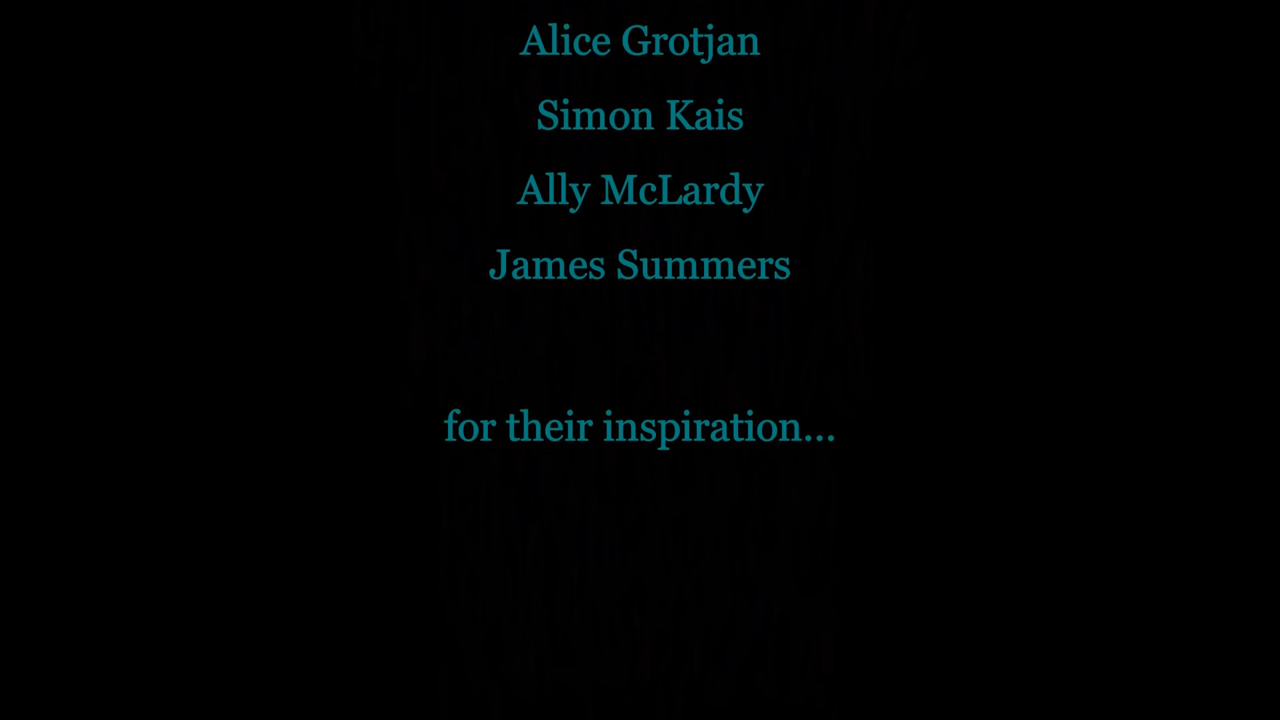 Alice Grotjan
Simon Kais
Ally McLardy
James Summers
for their inspiration...